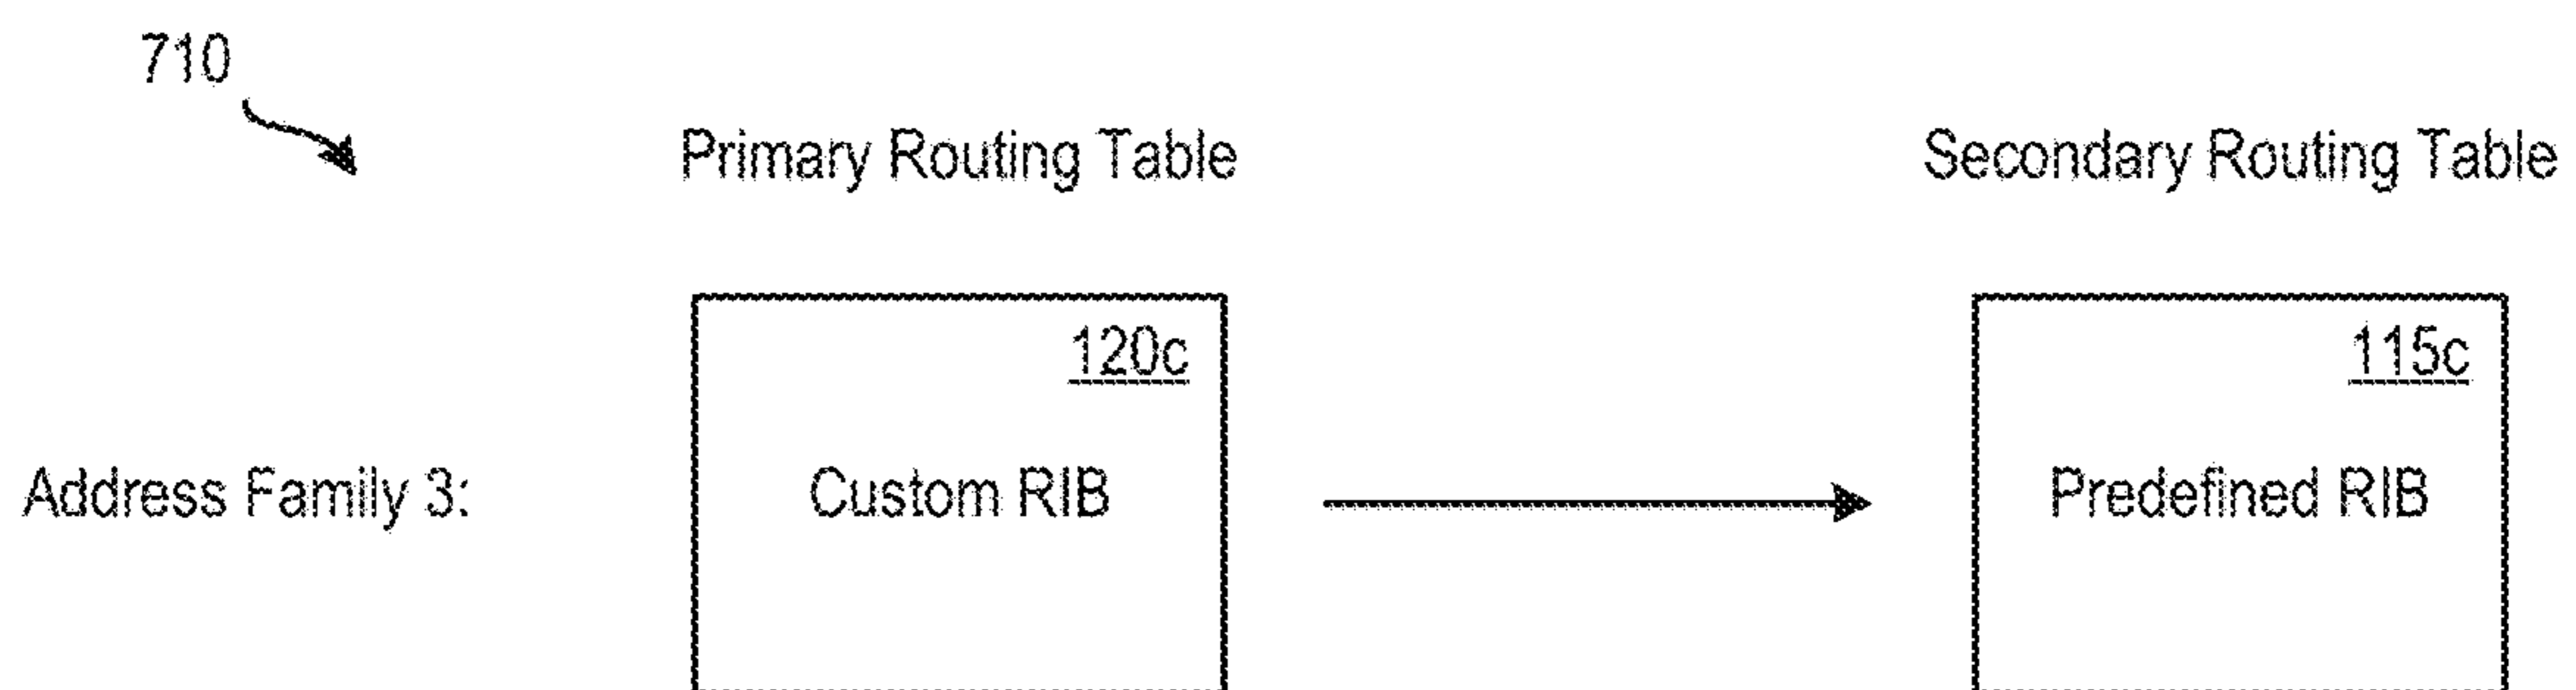 710
Primary Routing Table
Secondary Routing Table
120c
115c
Address Family 3:
Custom RIB
Predefined RIB